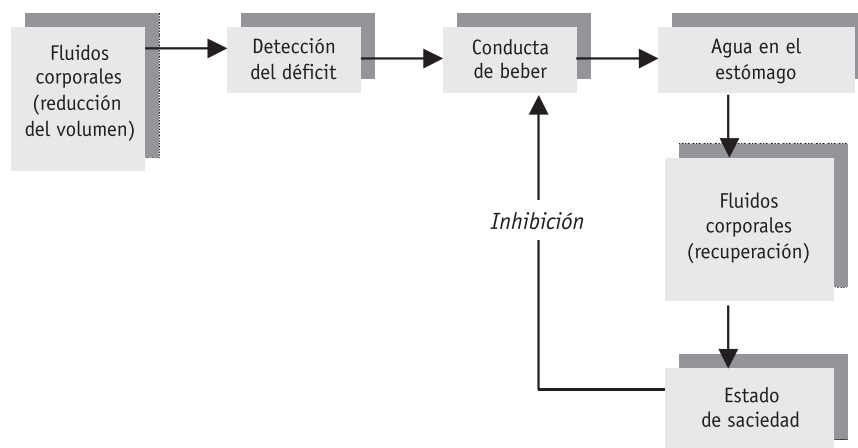 Fluidos
corporales
(reducción
del volumen)
Detección
del déficit
Conducta
de beber
Agua en el
estómago
Inhibición
Fluidos
corporales
(recuperación)
Estado
de saciedad